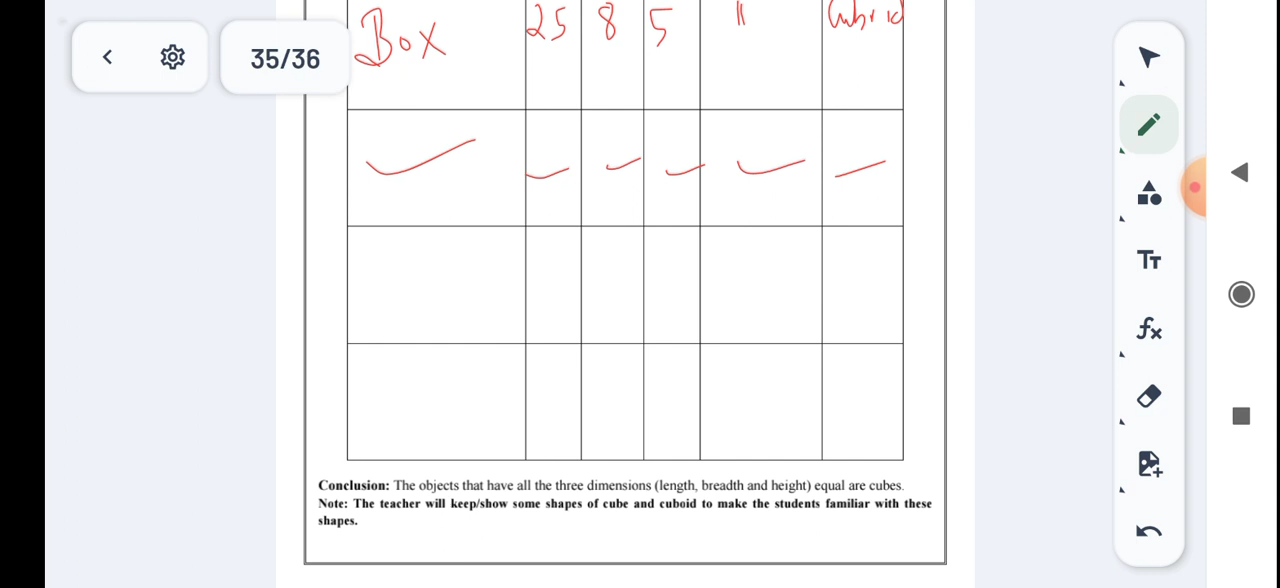 35/36
Box 25 8 5 " Cuboid
Tт
fx
Conclusion: The objects that have all the three dimensions (length, breadth and height) equal are cubes.
Note: The teacher will keep/show some shapes of cube and cuboid to make the students familiar with these
shapes.